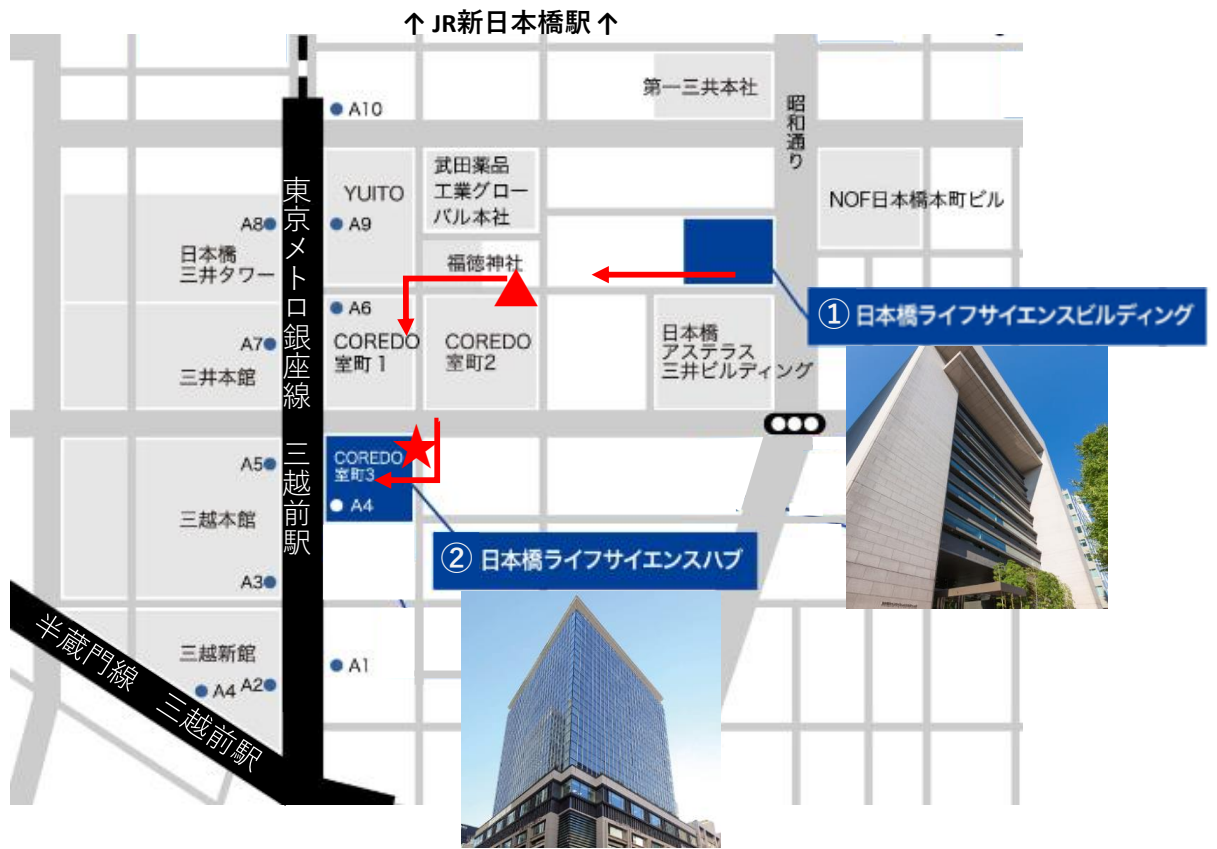 ↑ JR新日本橋駅 ↑
第一三共本社
昭和通り
A10
武田薬品
工業グロー
バル本社
YUITO
A9
A8
日本橋
三井タワー
東京メトロ銀座線 三越前駅
NOF日本橋本町ビル
福徳神社
A6
COREDO
室町1
COREDO
室町2
日本橋
アステラス
三井ビルディング
① 日本橋ライフサイエンスビルディング
A7
三井本館
A5
COREDO
室町3
A4
三越本館
② 日本橋ライフサイエンスハブ
A3
半蔵門線 三越前駅
三越新館
A4
A2
A1